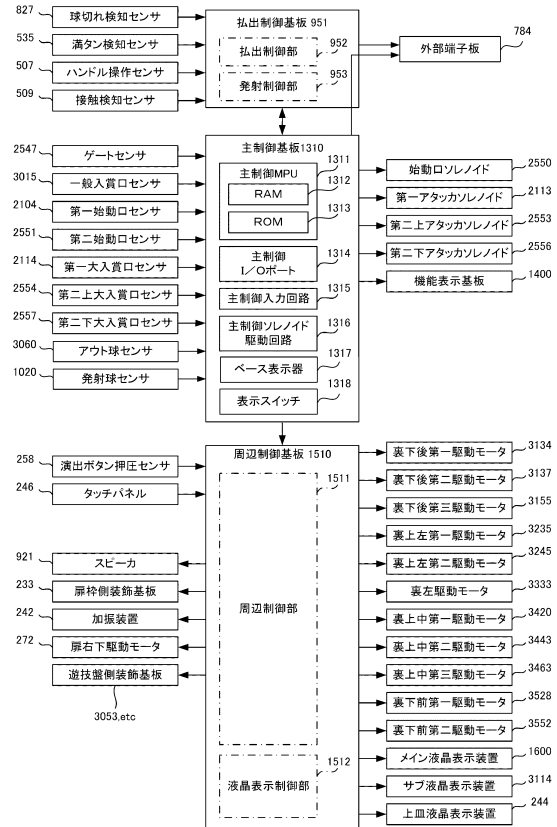 827 球切れ検知センサ
535 満タン検知センサ
507 ハンドル操作センサ
509 接触検知センサ
払出制御基板 951
払出制御部 952
発射制御部 953
外部端子板 784
2547 ゲートセンサ
3015 一般入賞口センサ
2104 第一始動口センサ
2551 第二始動口センサ
2114 第一大入賞口センサ
2554 第二上大入賞口センサ
2557 第二下大入賞口センサ
3060 アウト球センサ
1020 発射球センサ
主制御基板1310
主制御MPU 1311
RAM 1312
ROM 1313
主制御
I/Oポート 1314
主制御入力回路 1315
主制御ソレノイド
駆動回路 1316
ベース表示器 1317
表示スイッチ 1318
始動口ソレノイド 2550
第一アタッカソレノイド 2113
第二上アタッカソレノイド 2553
第二下アタッカソレノイド 2556
機能表示基板 1400
258 演出ボタン押圧センサ
246 タッチパネル
921 スピーカ
233 扉枠側装飾基板
242 加振装置
272 扉右下駆動モータ
遊技盤側装飾基板
3053,etc
周辺制御基板 1510
1511
周辺制御部
1512
液晶表示制御部
裏下後第一駆動モータ 3134
裏下後第二駆動モータ 3137
裏下後第三駆動モータ 3155
裏上左第一駆動モータ 3235
裏上左第二駆動モータ 3245
裏左駆動モータ 3333
裏上中第一駆動モータ 3420
裏上中第二駆動モータ 3443
裏上中第三駆動モータ 3463
裏下前第一駆動モータ 3528
裏下前第二駆動モータ 3552
メイン液晶表示装置 1600
サブ液晶表示装置 3114
上皿液晶表示装置 244